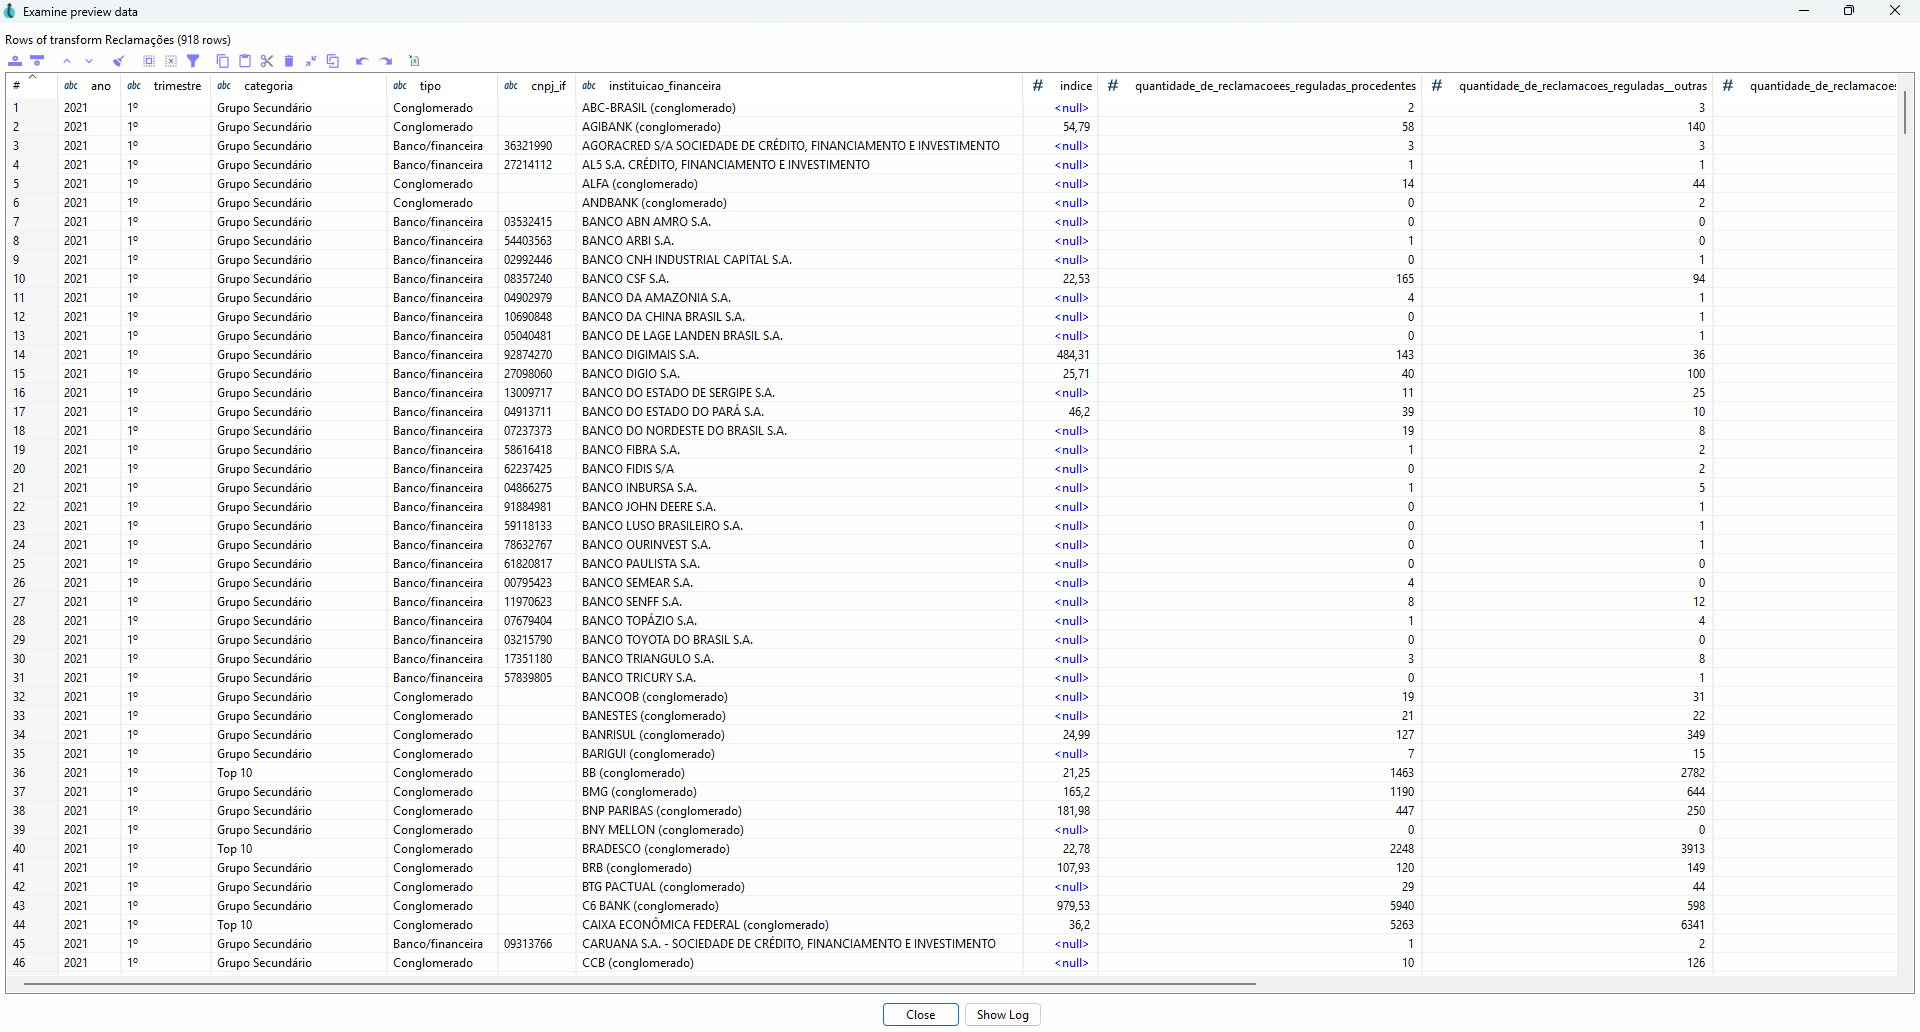 Examine preview data
Rows of transform Reclamações (918 rows)
# abc ano abc trimestre abc categoria abc tipo abc cnpj_if abc instituicao_financeira # indice # quantidade_de_reclamacoees_reguladas_procedentes # quantidade_de_reclamacoes_reguladas__outras # quantidade_de_reclamacoes
1 2021 1º Grupo Secundário Conglomerado ABC-BRASIL (conglomerado) <null> 2 3
2 2021 1º Grupo Secundário Conglomerado AGIBANK (conglomerado) 54,79 58 140
3 2021 1º Grupo Secundário Banco/financeira 36321990 AGORACRED S/A SOCIEDADE DE CRÉDITO, FINANCIAMENTO E INVESTIMENTO <null> 3 3
4 2021 1º Grupo Secundário Banco/financeira 27214112 AL5 S.A. CRÉDITO, FINANCIAMENTO E INVESTIMENTO <null> 1 1
5 2021 1º Grupo Secundário Conglomerado ALFA (conglomerado) <null> 14 44
6 2021 1º Grupo Secundário Conglomerado ANDBANK (conglomerado) <null> 0 2
7 2021 1º Grupo Secundário Banco/financeira 03532415 BANCO ABN AMRO S.A. <null> 0 0
8 2021 1º Grupo Secundário Banco/financeira 54403563 BANCO ARBI S.A. <null> 1 0
9 2021 1º Grupo Secundário Banco/financeira 02992446 BANCO CNH INDUSTRIAL CAPITAL S.A. <null> 0 1
10 2021 1º Grupo Secundário Banco/financeira 08357240 BANCO CSF S.A. 22,53 165 94
11 2021 1º Grupo Secundário Banco/financeira 04902979 BANCO DA AMAZONIA S.A. <null> 4 1
12 2021 1º Grupo Secundário Banco/financeira 10690848 BANCO DA CHINA BRASIL S.A. <null> 0 1
13 2021 1º Grupo Secundário Banco/financeira 05040481 BANCO DE LAGE LANDEN BRASIL S.A. <null> 0 1
14 2021 1º Grupo Secundário Banco/financeira 92874270 BANCO DIGIMAIS S.A. 484,31 143 36
15 2021 1º Grupo Secundário Banco/financeira 27098060 BANCO DIGIO S.A. 25,71 40 100
16 2021 1º Grupo Secundário Banco/financeira 13009717 BANCO DO ESTADO DE SERGIPE S.A. <null> 11 25
17 2021 1º Grupo Secundário Banco/financeira 04913711 BANCO DO ESTADO DO PARÁ S.A. 46,2 39 10
18 2021 1º Grupo Secundário Banco/financeira 07237373 BANCO DO NORDESTE DO BRASIL S.A. <null> 19 8
19 2021 1º Grupo Secundário Banco/financeira 58616418 BANCO FIBRA S.A. <null> 1 2
20 2021 1º Grupo Secundário Banco/financeira 62237425 BANCO FIDIS S/A <null> 0 2
21 2021 1º Grupo Secundário Banco/financeira 04866275 BANCO INBURSA S.A. <null> 1 5
22 2021 1º Grupo Secundário Banco/financeira 91884981 BANCO JOHN DEERE S.A. <null> 0 1
23 2021 1º Grupo Secundário Banco/financeira 59118133 BANCO LUSO BRASILEIRO S.A. <null> 0 1
24 2021 1º Grupo Secundário Banco/financeira 78632767 BANCO OURINVEST S.A. <null> 0 1
25 2021 1º Grupo Secundário Banco/financeira 61820817 BANCO PAULISTA S.A. <null> 0 0
26 2021 1º Grupo Secundário Banco/financeira 00795423 BANCO SEMEAR S.A. <null> 4 0
27 2021 1º Grupo Secundário Banco/financeira 11970623 BANCO SENFF S.A. <null> 8 12
28 2021 1º Grupo Secundário Banco/financeira 07679404 BANCO TOPÁZIO S.A. <null> 1 4
29 2021 1º Grupo Secundário Banco/financeira 03215790 BANCO TOYOTA DO BRASIL S.A. <null> 0 0
30 2021 1º Grupo Secundário Banco/financeira 17351180 BANCO TRIANGULO S.A. <null> 3 8
31 2021 1º Grupo Secundário Banco/financeira 57839805 BANCO TRICURY S.A. <null> 0 1
32 2021 1º Grupo Secundário Conglomerado BANCOOB (conglomerado) <null> 19 31
33 2021 1º Grupo Secundário Conglomerado BANESTES (conglomerado) <null> 21 22
34 2021 1º Grupo Secundário Conglomerado BANRISUL (conglomerado) 24,99 127 349
35 2021 1º Grupo Secundário Conglomerado BARIGUI (conglomerado) <null> 7 15
36 2021 1º Top 10 Conglomerado BB (conglomerado) 21,25 1463 2782
37 2021 1º Grupo Secundário Conglomerado BMG (conglomerado) 165,2 1190 644
38 2021 1º Grupo Secundário Conglomerado BNP PARIBAS (conglomerado) 181,98 447 250
39 2021 1º Grupo Secundário Conglomerado BNY MELLON (conglomerado) <null> 0 0
40 2021 1º Top 10 Conglomerado BRADESCO (conglomerado) 22,78 2248 3913
41 2021 1º Grupo Secundário Conglomerado BRB (conglomerado) 107,93 120 149
42 2021 1º Grupo Secundário Conglomerado BTG PACTUAL (conglomerado) <null> 29 44
43 2021 1º Grupo Secundário Conglomerado C6 BANK (conglomerado) 979,53 5940 598
44 2021 1º Top 10 Conglomerado CAIXA ECONÔMICA FEDERAL (conglomerado) 36,2 5263 6341
45 2021 1º Grupo Secundário Banco/financeira 09313766 CARUANA S.A. - SOCIEDADE DE CRÉDITO, FINANCIAMENTO E INVESTIMENTO <null> 1 2
46 2021 1º Grupo Secundário Conglomerado CCB (conglomerado) <null> 10 126
Close Show Log